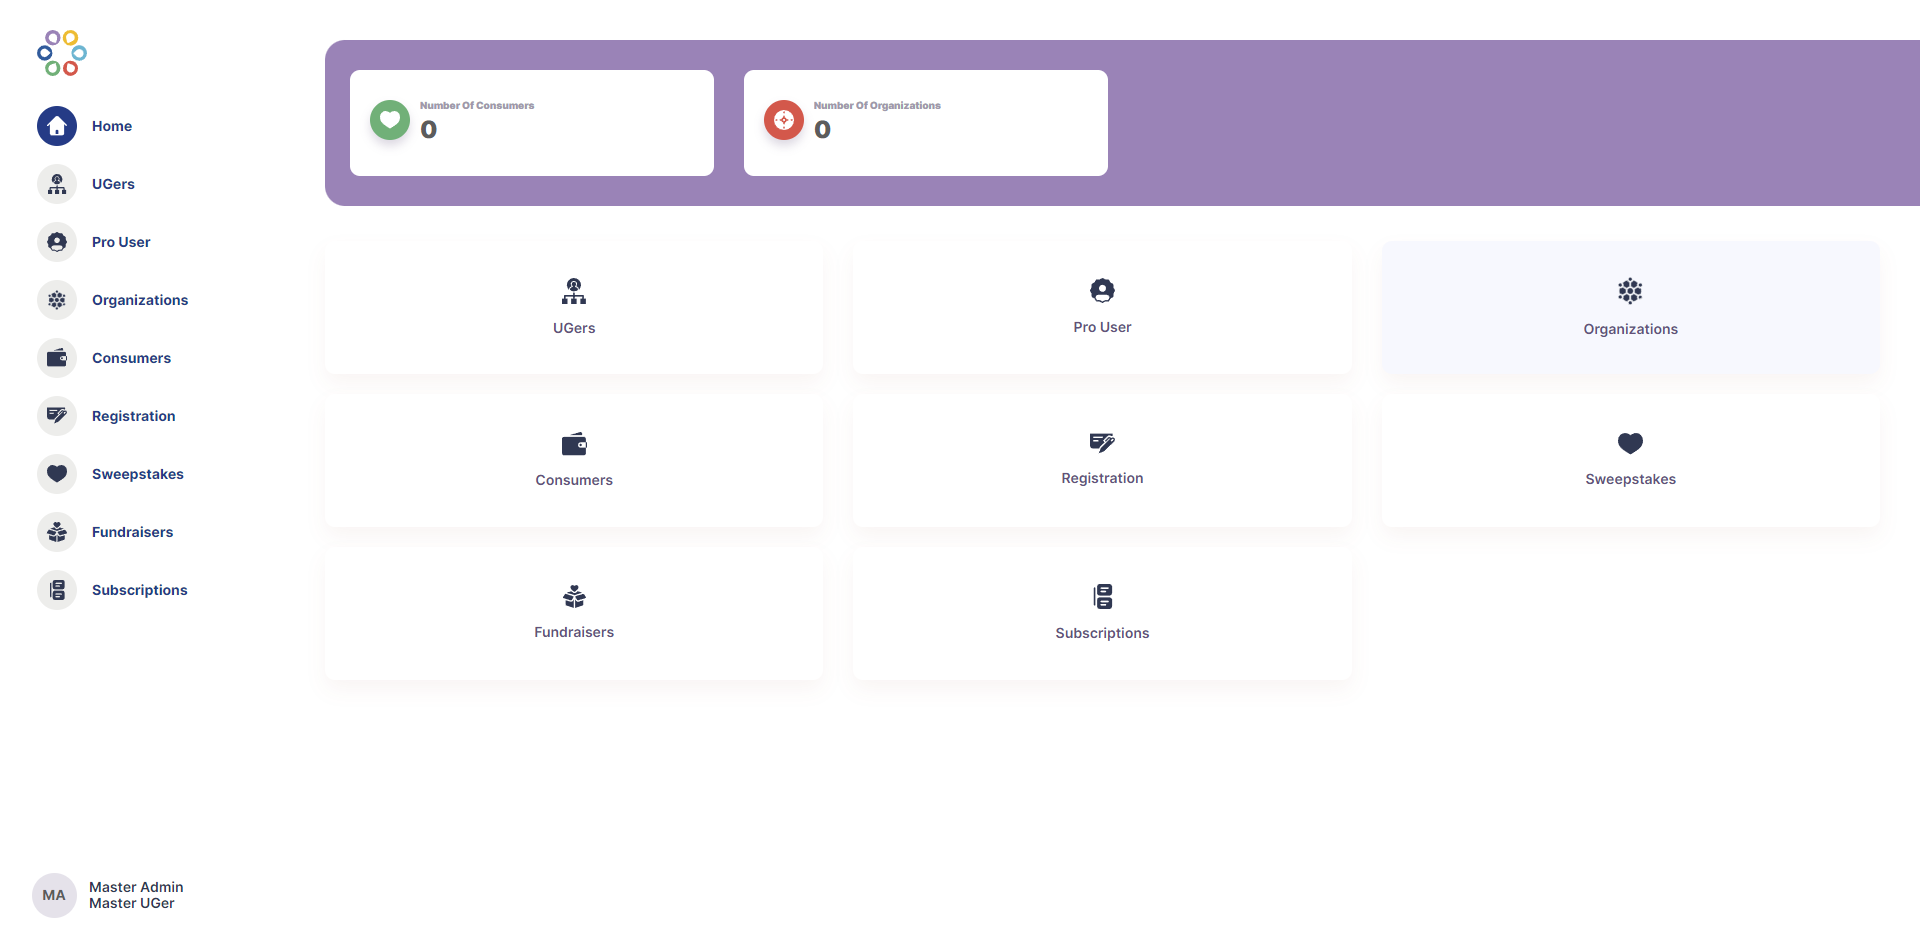 Home
UGers
Pro User
Organizations
Consumers
Registration
Sweepstakes
Fundraisers
Subscriptions
MA
Master Admin
Master UGer
Number Of Consumers
0
Number Of Organizations
0
UGers
Pro User
Organizations
Consumers
Registration
Sweepstakes
Fundraisers
Subscriptions